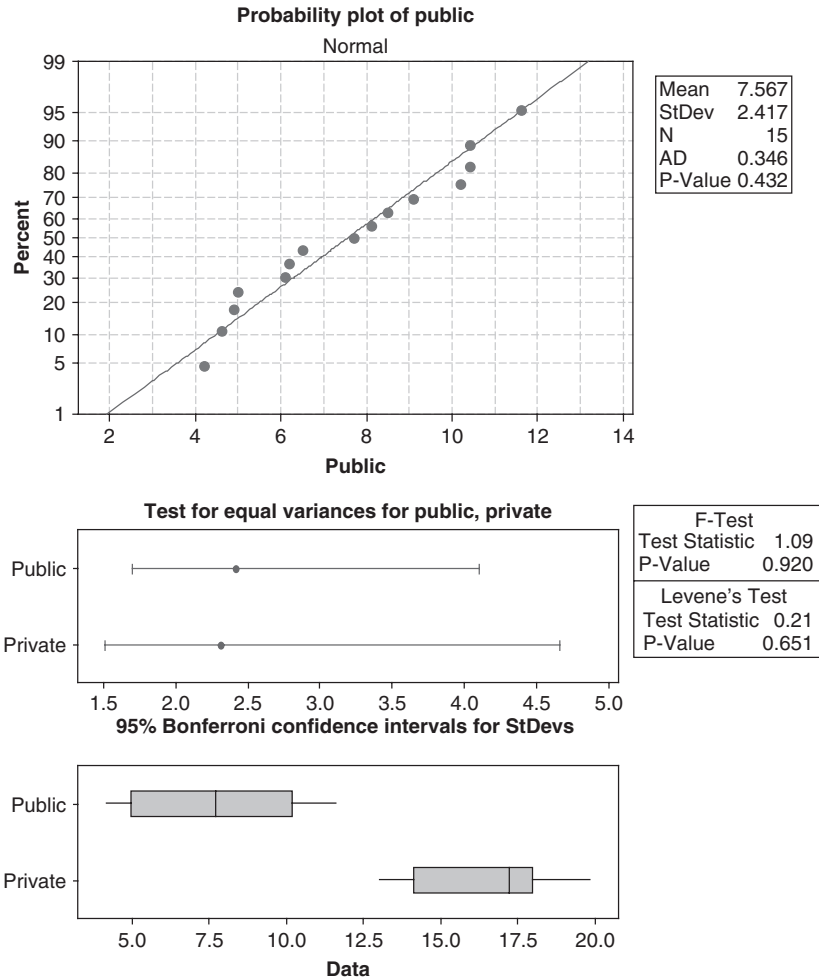 Probability plot of public
Normal
99
95
90
80
70
60
50
40
30
20
10
5
1
Percent
2 4 6 8 10 12 14
Public
Mean 7.567
StDev 2.417
N 15
AD 0.346
P-Value 0.432
Test for equal variances for public, private
Public
Private
1.5 2.0 2.5 3.0 3.5 4.0 4.5 5.0
95% Bonferroni confidence intervals for StDevs
F-Test
Test Statistic 1.09
P-Value 0.920
Levene's Test
Test Statistic 0.21
P-Value 0.651
Public
Private
5.0 7.5 10.0 12.5 15.0 17.5 20.0
Data